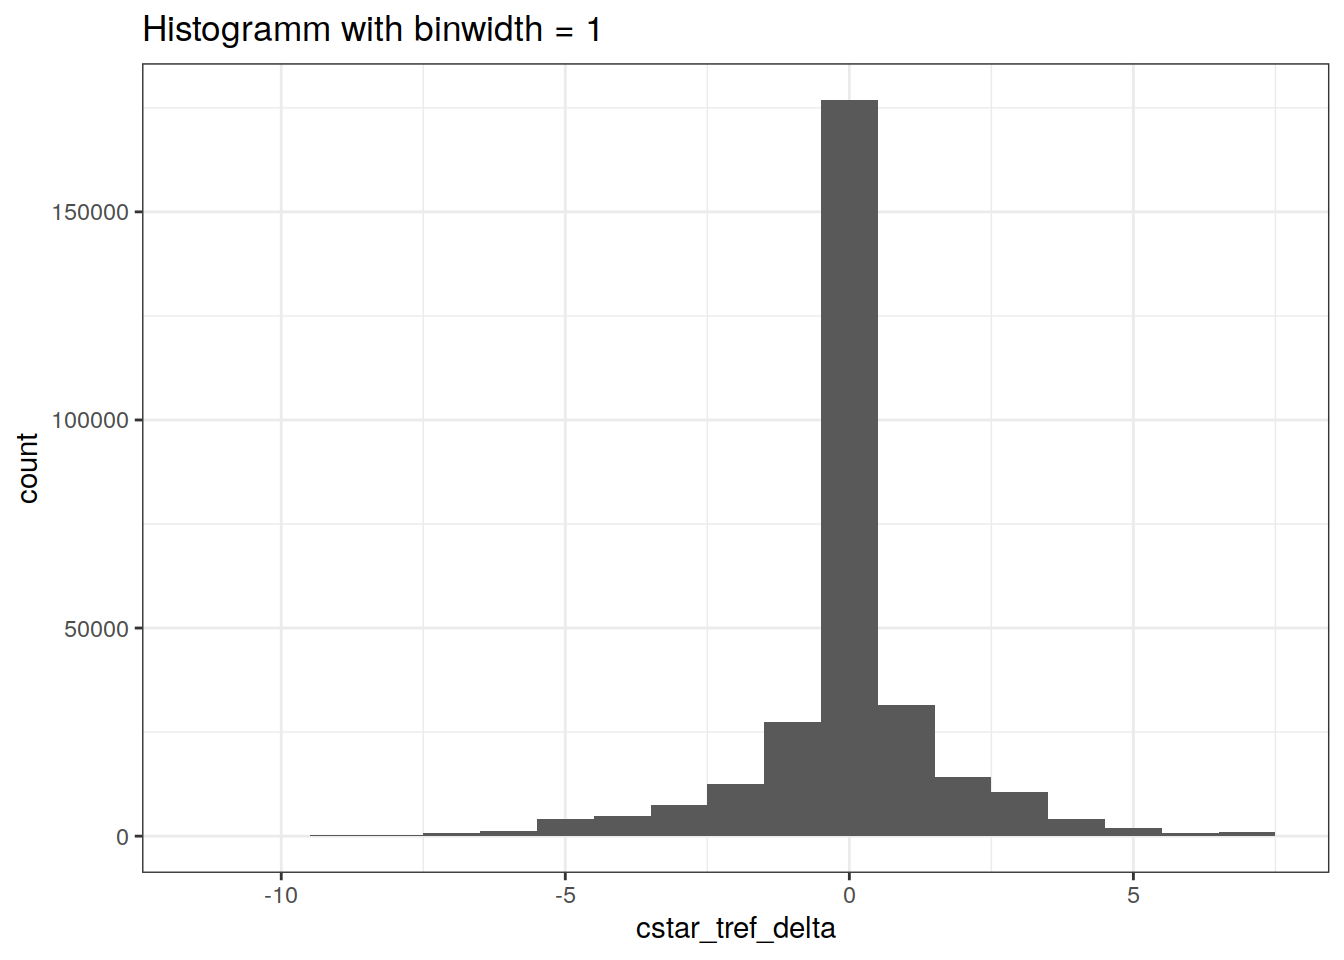 Histogramm with binwidth = 1
150000
100000
50000
0
count
-10
-5
0
5
cstar_tref_delta